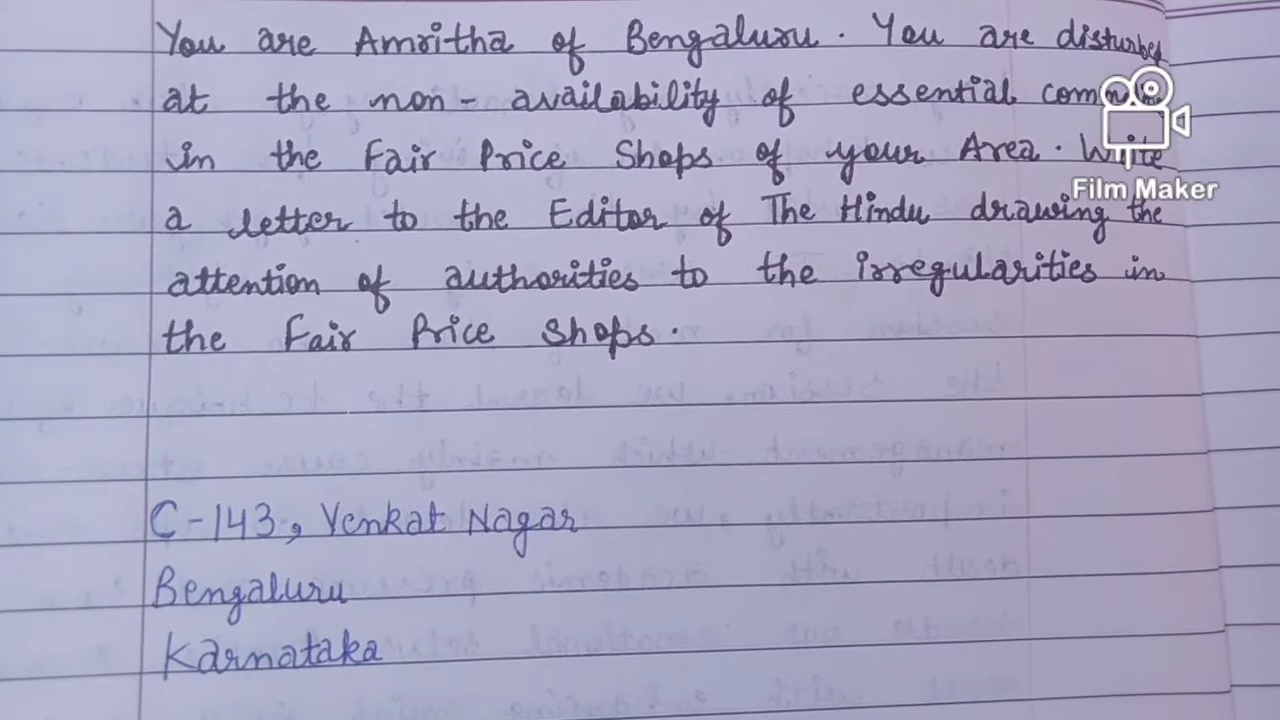 You are Amritha of Bengaluru. You are disturbed
at the non-availability of essential
in the Fair Price Shops of your Area. Write
a letter to the Editor of The Hindu drawing the
attention of authorities to the irregularities in
the Fair Price Shops.
Film Maker
C-143, Venkat Nagar
Bengaluru
Karnataka